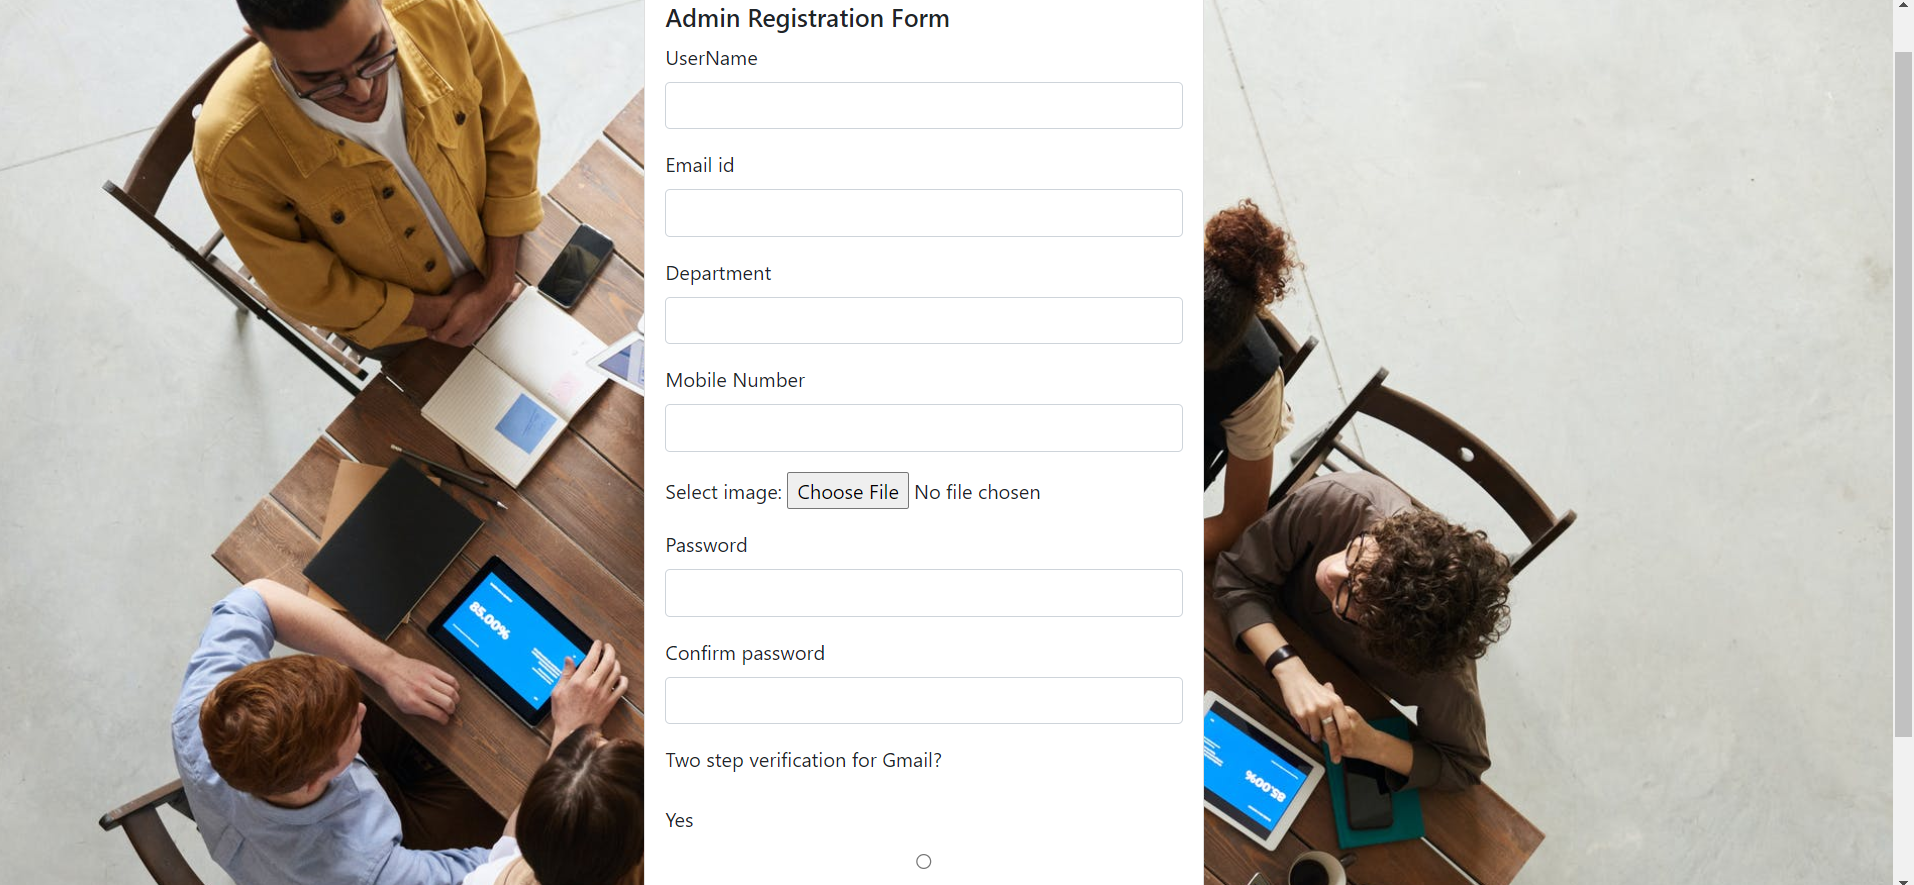 Admin Registration Form
UserName
Email id
Department
Mobile Number
Select image: Choose File No file chosen
Password
85.00%
Confirm password
Two step verification for Gmail?
85.00%
Yes